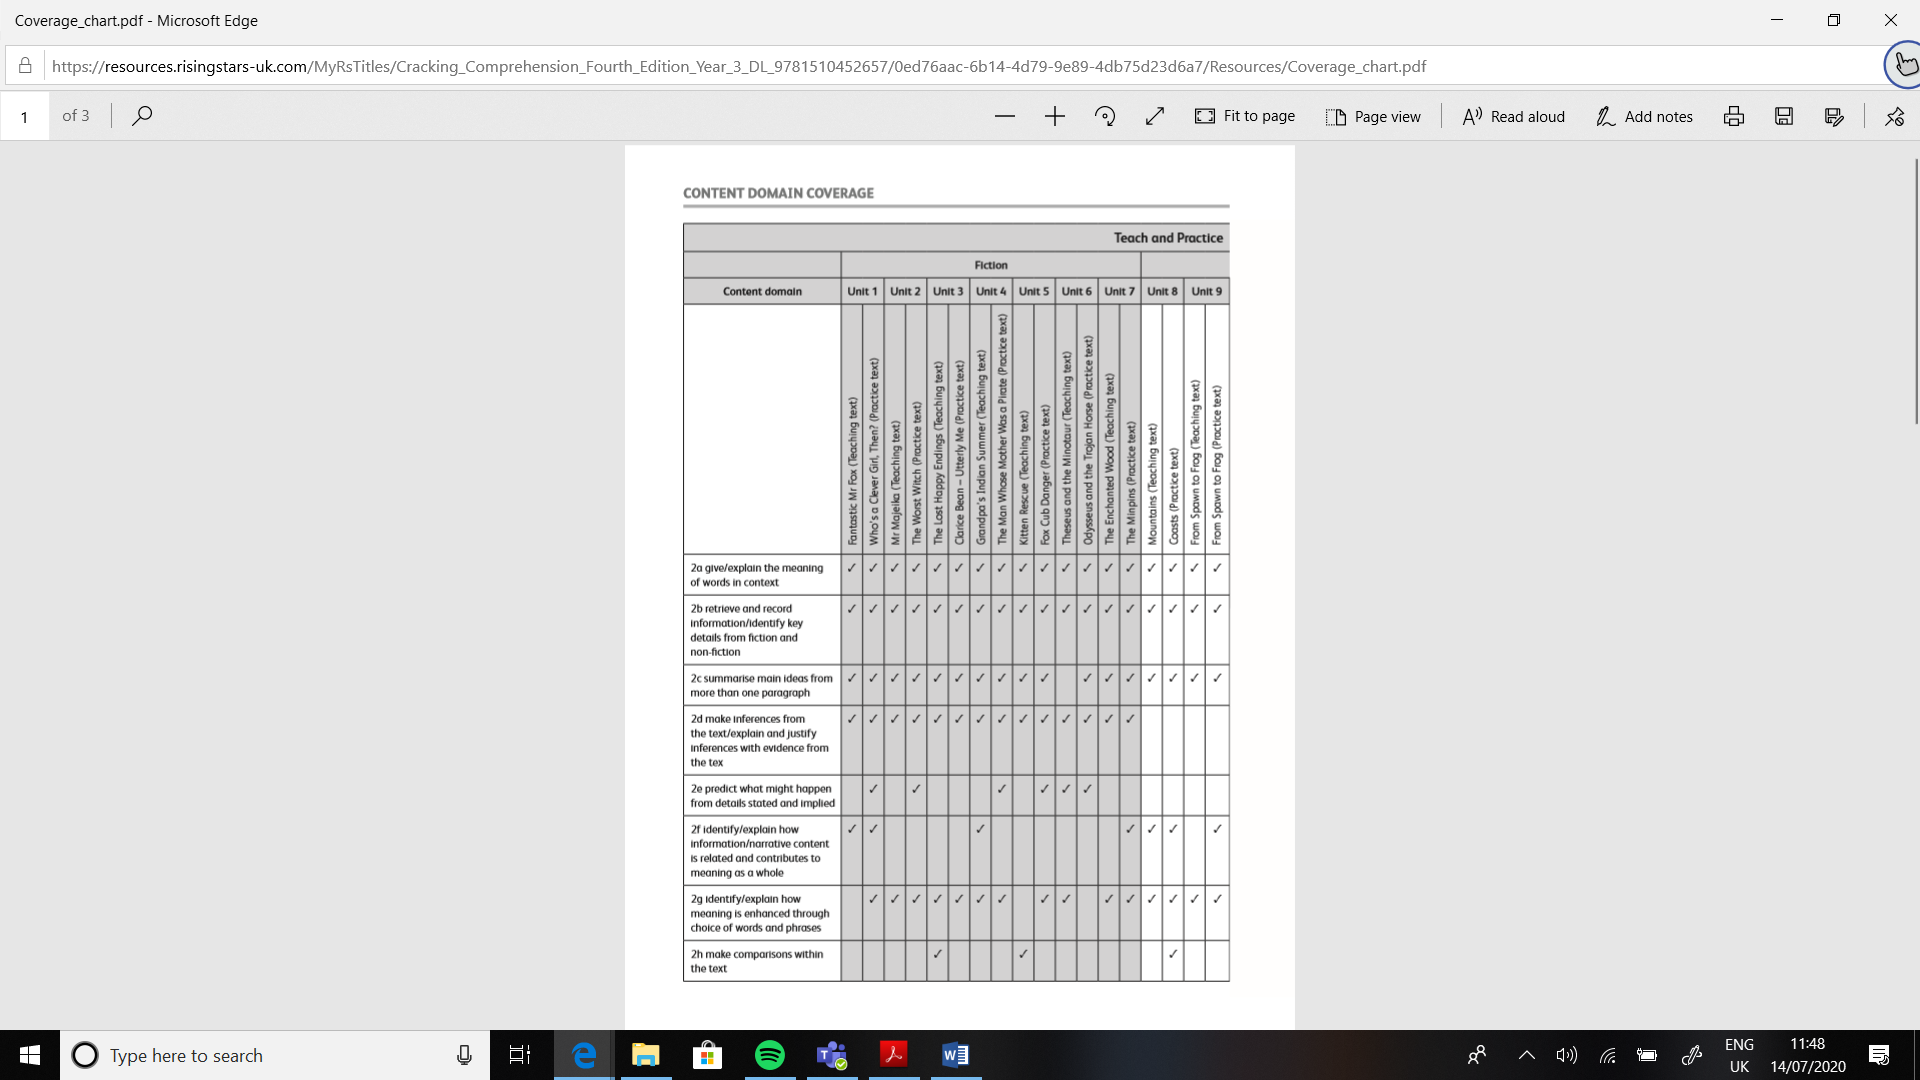 Coverage_chart.pdf - Microsoft Edge
https://resources.risingstars-uk.com/MyRsTitles/Cracking_Comprehension_Fourth_Edition_Year_3_DL_9781510452657/0ed76aac-6b14-4d79-9e89-4db75d23d6a7/Resources/Coverage_chart.pdf
1 of 3 Fit to page Page view Read aloud Add notes
CONTENT DOMAIN COVERAGE
Teach and Practice
Fiction
Content domain Unit 1 Unit 2 Unit 3 Unit 4 Unit 5 Unit 6 Unit 7 Unit 8 Unit 9
Fantastic Mr Fox (Teaching text)
Who's a Clever Girl, Then? (Practice text)
Mr Majeika (Teaching text)
The Worst Witch (Practice text)
The Last Happy Endings (Teaching text)
Clarice Bean – Utterly Me (Practice text)
Grandpa's Indian Summer (Teaching text)
The Man Whose Mother Was a Pirate (Practice text)
Kitten Rescue (Teaching text)
Fox Cub Danger (Practice text)
Theseus and the Minotaur (Teaching text)
Odysseus and the Trojan Horse (Practice text)
The Enchanted Wood (Teaching text)
The Minpins (Practice text)
Mountains (Teaching text)
Coasts (Practice text)
From Spawn to Frog (Teaching text)
From Spawn to Frog (Practice text)
2a give/explain the meaning ✓ ✓ ✓ ✓ ✓ ✓ ✓ ✓ ✓ ✓ ✓ ✓ ✓ ✓ ✓ ✓ ✓ ✓
of words in context
2b retrieve and record ✓ ✓ ✓ ✓ ✓ ✓ ✓ ✓ ✓ ✓ ✓ ✓ ✓ ✓ ✓ ✓ ✓ ✓
information/identify key
details from fiction and
non-fiction
2c summarise main ideas from ✓ ✓ ✓ ✓ ✓ ✓ ✓ ✓ ✓ ✓ ✓ ✓ ✓ ✓ ✓ ✓ ✓
more than one paragraph
2d make inferences from ✓ ✓ ✓ ✓ ✓ ✓ ✓ ✓ ✓ ✓ ✓ ✓ ✓ ✓
the text/explain and justify
inferences with evidence from
the tex
2e predict what might happen ✓ ✓ ✓ ✓ ✓ ✓
from details stated and implied
2f identify/explain how ✓ ✓ ✓ ✓ ✓ ✓ ✓
information/narrative content
is related and contributes to
meaning as a whole
2g identify/explain how ✓ ✓ ✓ ✓ ✓ ✓ ✓ ✓ ✓ ✓ ✓ ✓ ✓ ✓ ✓
meaning is enhanced through
choice of words and phrases
2h make comparisons within ✓ ✓ ✓
the text
Type here to search
ENG
UK
11:48
14/07/2020